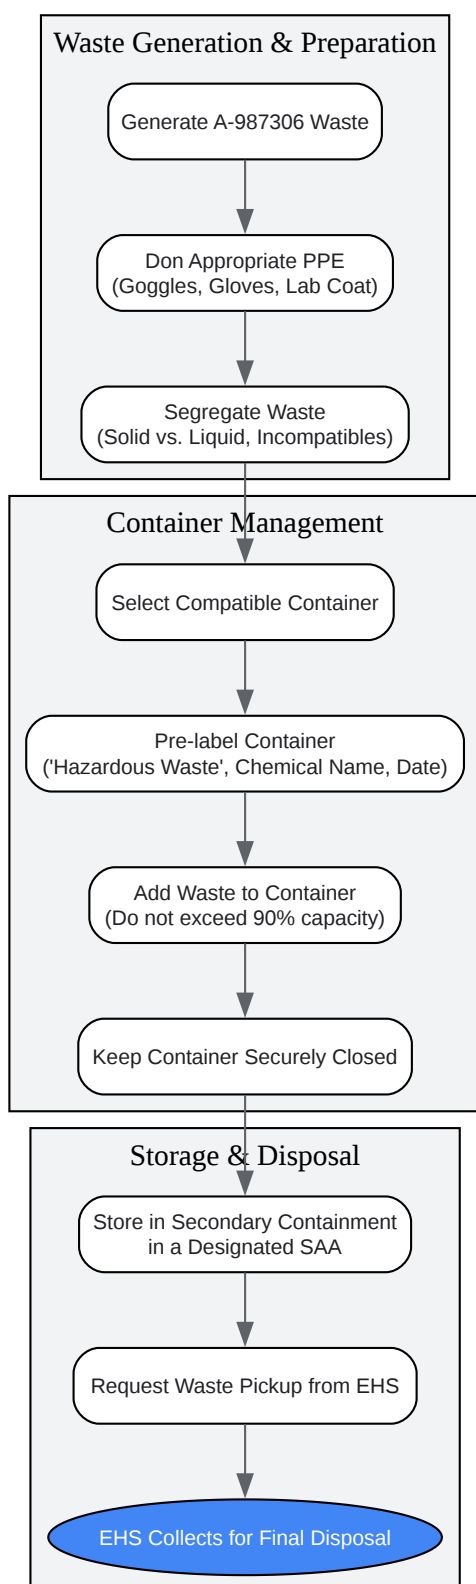 Waste Generation & Preparation
Generate A-987306 Waste
Don Appropriate PPE
(Goggles, Gloves, Lab Coat)
Segregate Waste
(Solid vs. Liquid, Incompatibles)
Container Management
Select Compatible Container
Pre-label Container
('Hazardous Waste', Chemical Name, Date)
Add Waste to Container
(Do not exceed 90% capacity)
Keep Container Securely Closed
Storage & Disposal
Store in Secondary Containment
in a Designated SAA
Request Waste Pickup from EHS
EHS Collects for Final Disposal